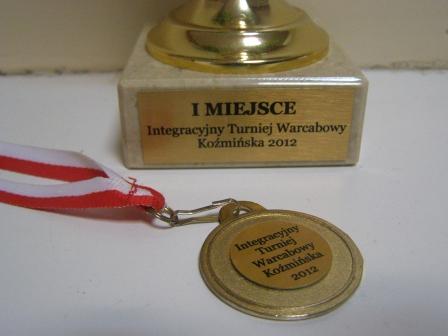 I MIEJSCE
Integracyjny Turniej Warcabowy
Koźmińska 2012
Integracyjny
Turniej
Warcabowy
Koźmińska
2012